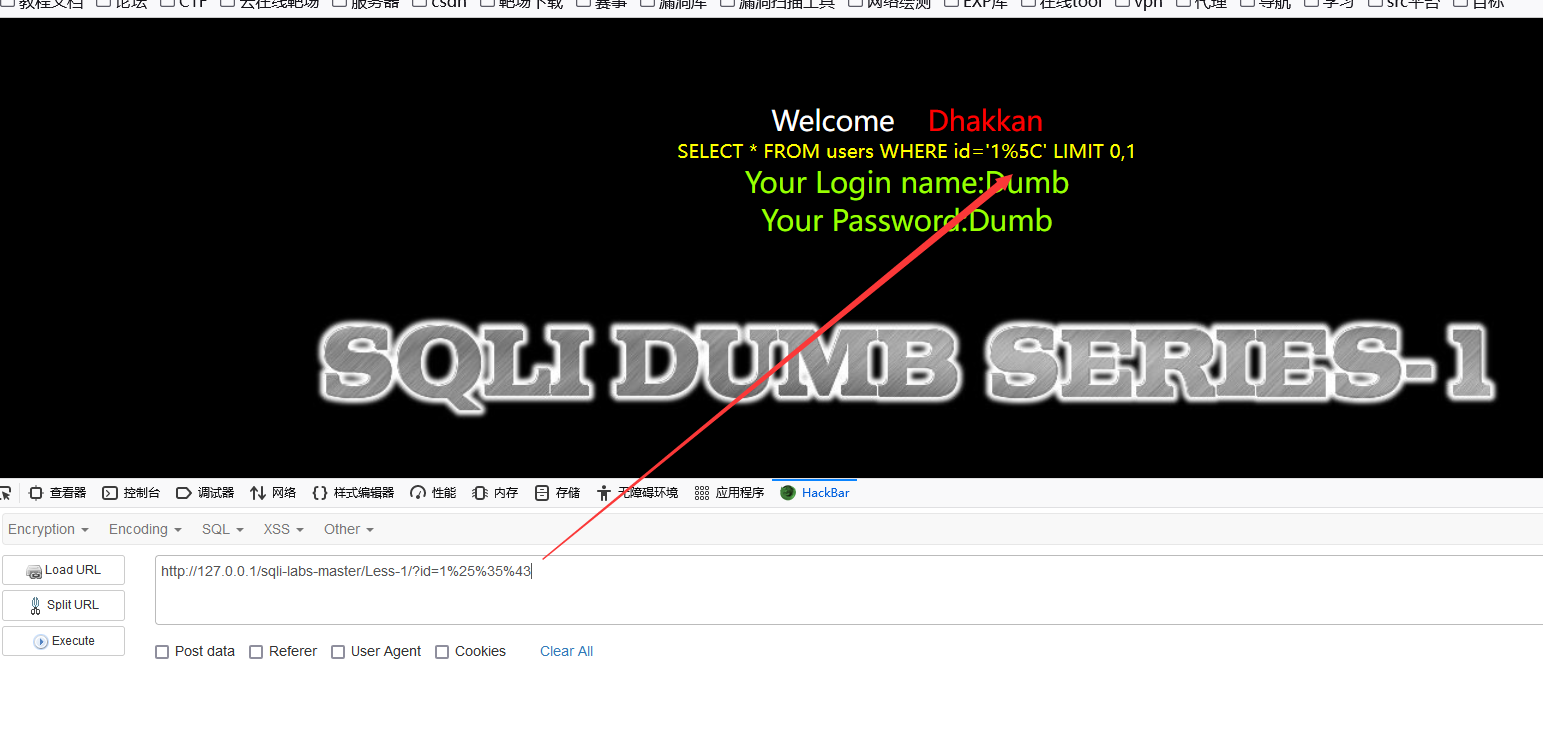 教程文档 论坛 CTF 云在线靶场 服务器 csdn 靶场下载 赛事 漏洞库 漏洞扫描工具 网络绘测 EXP库 在线tool vpn 代理 导航 学习 src平台 目标
Welcome Dhakkan
SELECT * FROM users WHERE id='1%5C' LIMIT 0,1
Your Login name:Dumb
Your Password:Dumb
SQLI DUMB SERIES-1
查看器 控制台 调试器 网络 样式编辑器 性能 内存 存储 无障碍环境 应用程序 HackBar
Encryption Encoding SQL XSS Other
Load URL http://127.0.0.1/sqli-labs-master/Less-1/?id=1%25%35%43
Split URL
Execute
Post data Referer User Agent Cookies Clear All